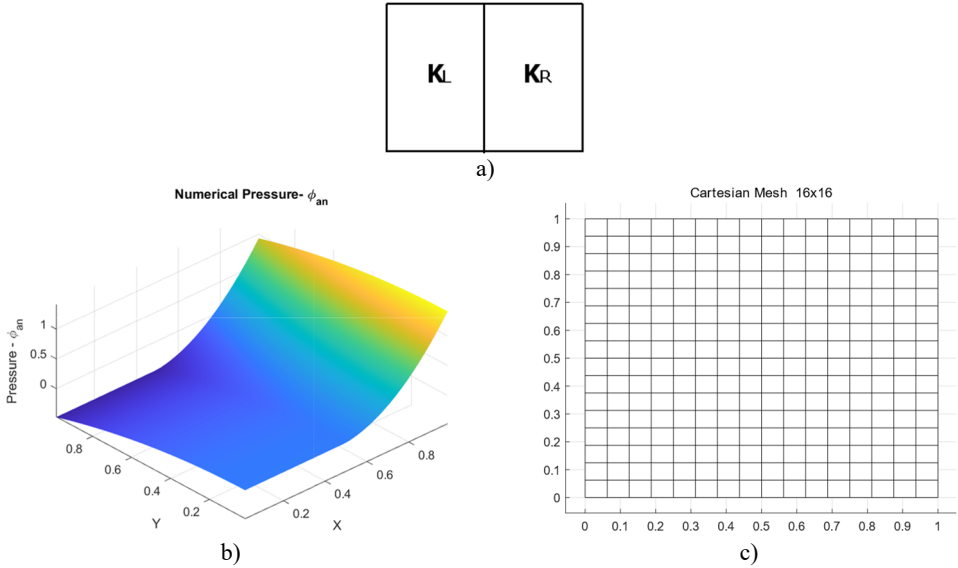 KL KR
a)
Numerical Pressure- ϕan
Pressure - ϕan
1
0.5
0
0.8
0.6
0.4
0.2
Y
0.2
0.4
0.6
0.8
X
b)
Cartesian Mesh 16x16
1
0.9
0.8
0.7
0.6
0.5
0.4
0.3
0.2
0.1
0
0 0.1 0.2 0.3 0.4 0.5 0.6 0.7 0.8 0.9 1
c)